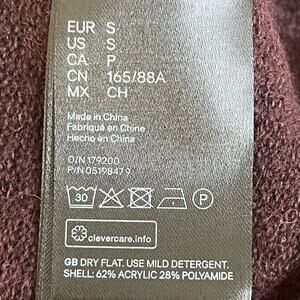 EUR S
US S
CA P
CN 165/88A
MX CH
Made in China
Fabriqué en Chine
Hecho en China
O/N 179200
P/N 05198479
30
clevercare.info
GB DRY FLAT. USE MILD DETERGENT.
SHELL: 62% ACRYLIC 28% POLYAMIDE